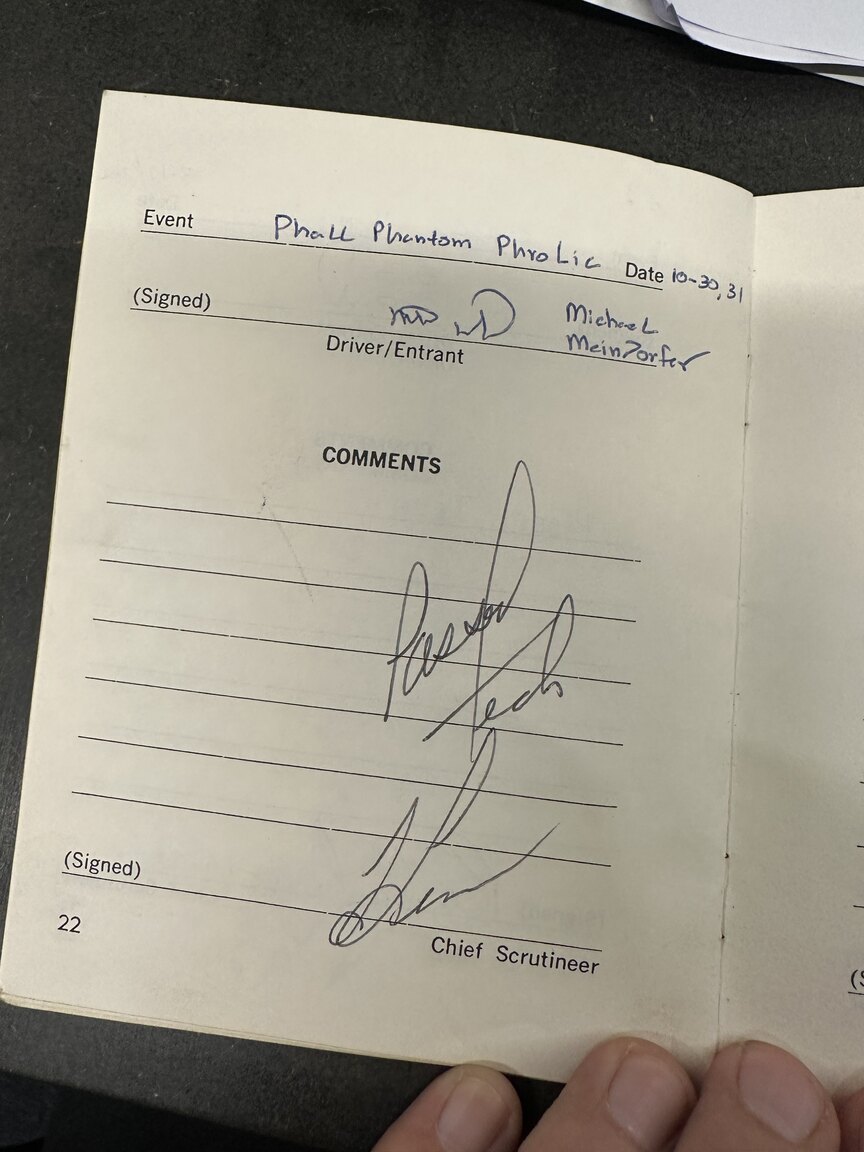 Event Phall Phantom Phrolic Date 10-30,31
(Signed) Michael
Meindorfer
Driver/Entrant
COMMENTS
Passed
Tech
(Signed)
22 Chief Scrutineer